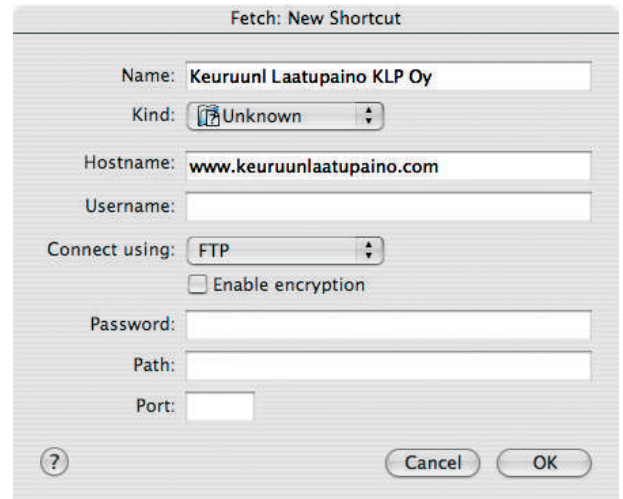 Fetch: New Shortcut
Name: Keuruunl Laatupaino KLP Oy
Kind: Unknown
Hostname: www.keuruunlaatupaino.com
Username:
Connect using: FTP
Enable encryption
Password:
Path:
Port:
? Cancel OK